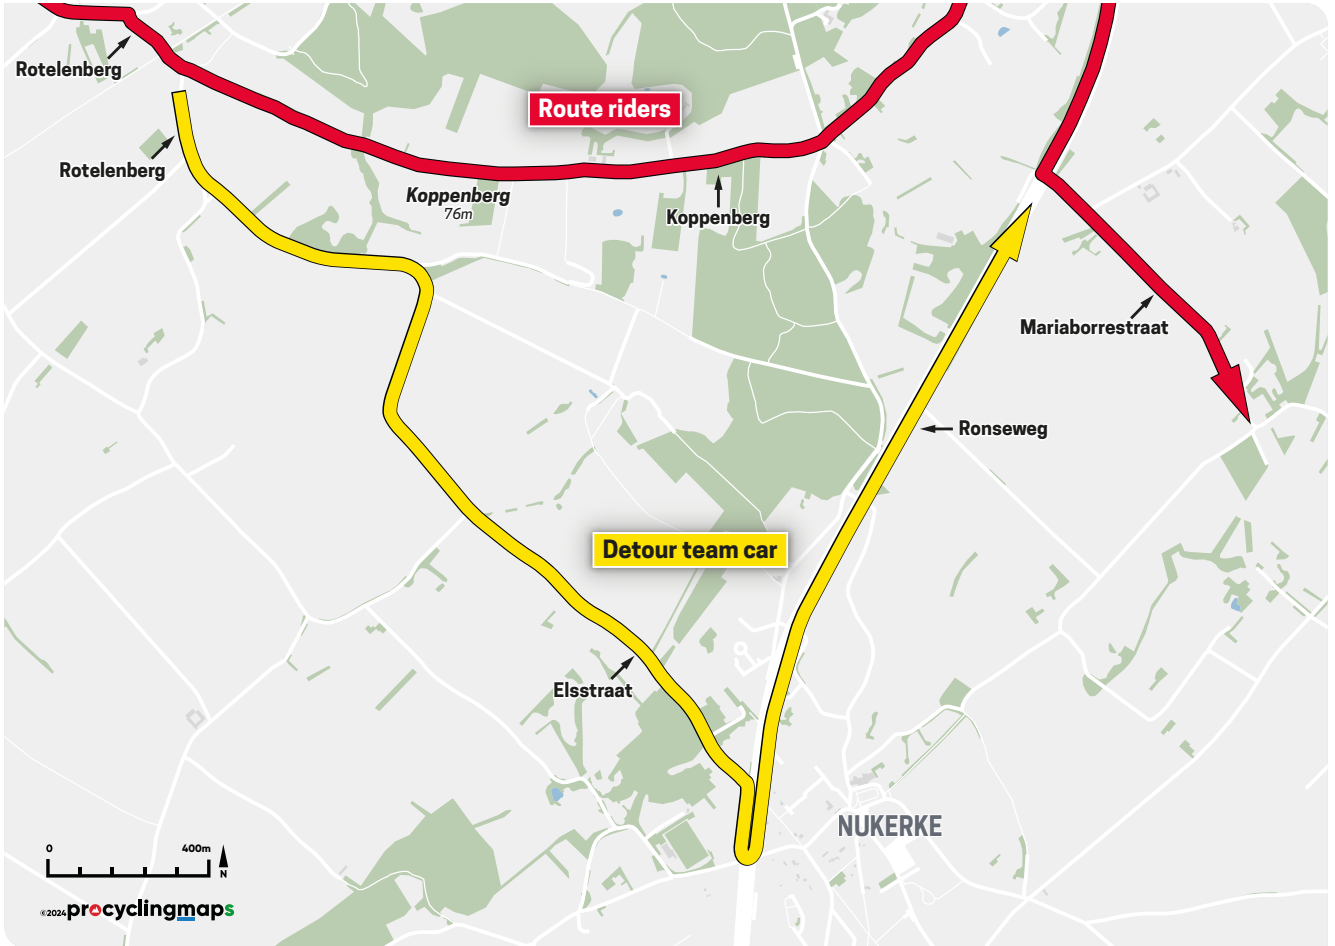 Rotelenberg
Route riders
Rotelenberg
Koppenberg
76m
Koppenberg
Mariaborrestraat
Ronseweg
Detour team car
Elsstraat
NUKERKE
0 400m
N
©2024 procyclingmaps